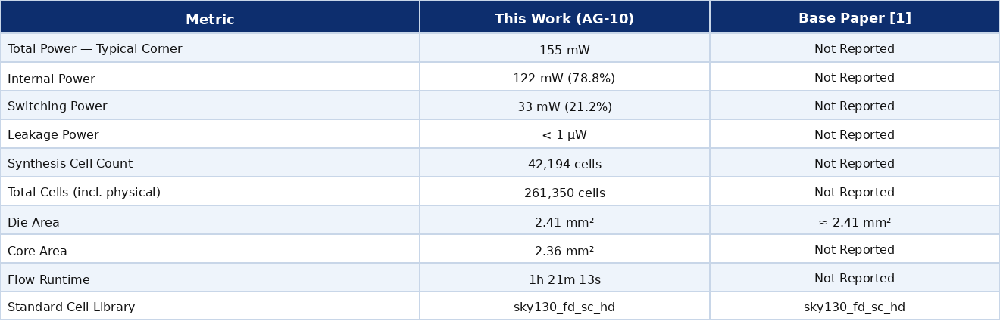 Metric This Work (AG-10) Base Paper [1]
Total Power — Typical Corner 155 mW Not Reported
Internal Power 122 mW (78.8%) Not Reported
Switching Power 33 mW (21.2%) Not Reported
Leakage Power < 1 μW Not Reported
Synthesis Cell Count 42,194 cells Not Reported
Total Cells (incl. physical) 261,350 cells Not Reported
Die Area 2.41 mm² ≈ 2.41 mm²
Core Area 2.36 mm² Not Reported
Flow Runtime 1h 21m 13s Not Reported
Standard Cell Library sky130_fd_sc_hd sky130_fd_sc_hd